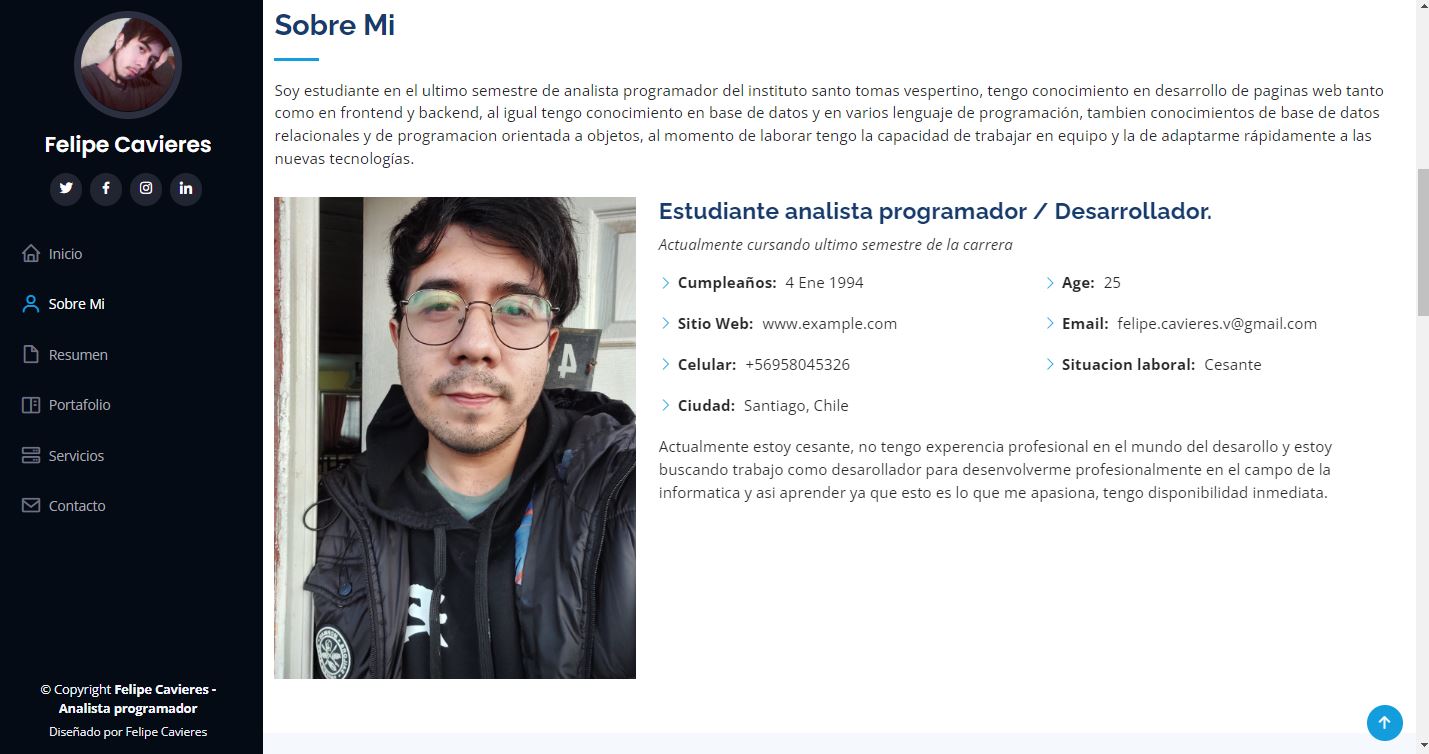 Felipe Cavieres
Inicio
Sobre Mi
Resumen
Portafolio
Servicios
Contacto
© Copyright Felipe Cavieres -
Analista programador
Diseñado por Felipe Cavieres
Sobre Mi
Soy estudiante en el ultimo semestre de analista programador del instituto santo tomas vespertino, tengo conocimiento en desarrollo de paginas web tanto
como en frontend y backend, al igual tengo conocimiento en base de datos y en varios lenguaje de programación, tambien conocimientos de base de datos
relacionales y de programacion orientada a objetos, al momento de laborar tengo la capacidad de trabajar en equipo y la de adaptarme rápidamente a las
nuevas tecnologías.
4
Estudiante analista programador / Desarrollador.
Actualmente cursando ultimo semestre de la carrera
Cumpleaños: 4 Ene 1994
Age: 25
Sitio Web: www.example.com
Email: felipe.cavieres.v@gmail.com
Celular: +56958045326
Situacion laboral: Cesante
Ciudad: Santiago, Chile
Actualmente estoy cesante, no tengo experencia profesional en el mundo del desarollo y estoy
buscando trabajo como desarollador para desenvolverme profesionalmente en el campo de la
informatica y asi aprender ya que esto es lo que me apasiona, tengo disponibilidad inmediata.